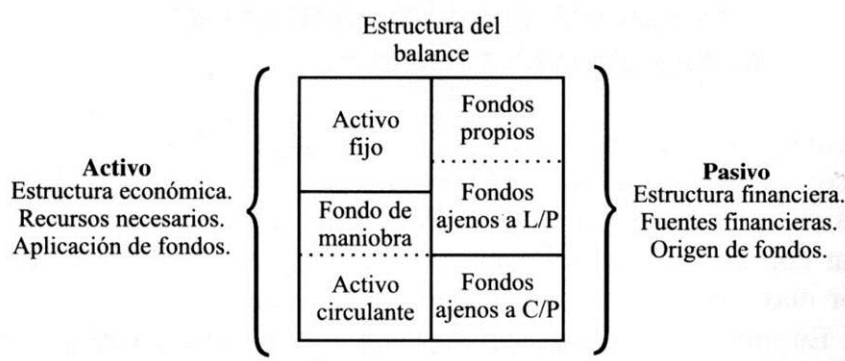 Estructura del
balance
Activo
Estructura económica.
Recursos necesarios.
Aplicación de fondos.
Activo
fijo
Fondo de
maniobra
Activo
circulante
Fondos
propios
Fondos
ajenos a L/P
Fondos
ajenos a C/P
Pasivo
Estructura financiera.
Fuentes financieras.
Origen de fondos.